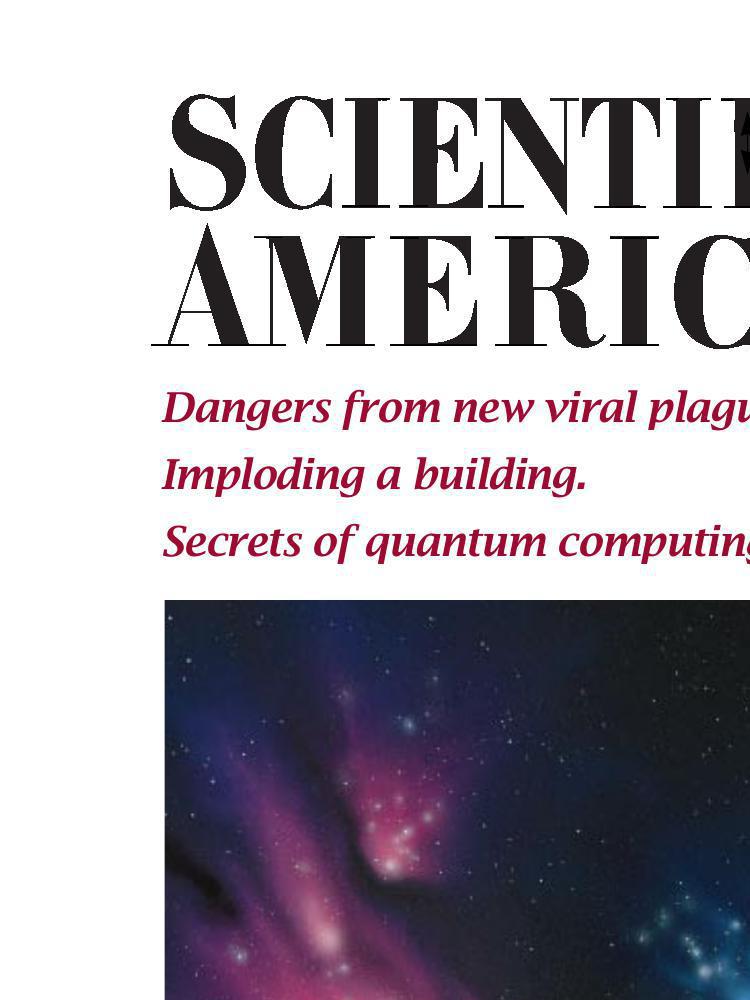 SCIENTI
AMERIC
Dangers from new viral plagu
Imploding a building.
Secrets of quantum computing